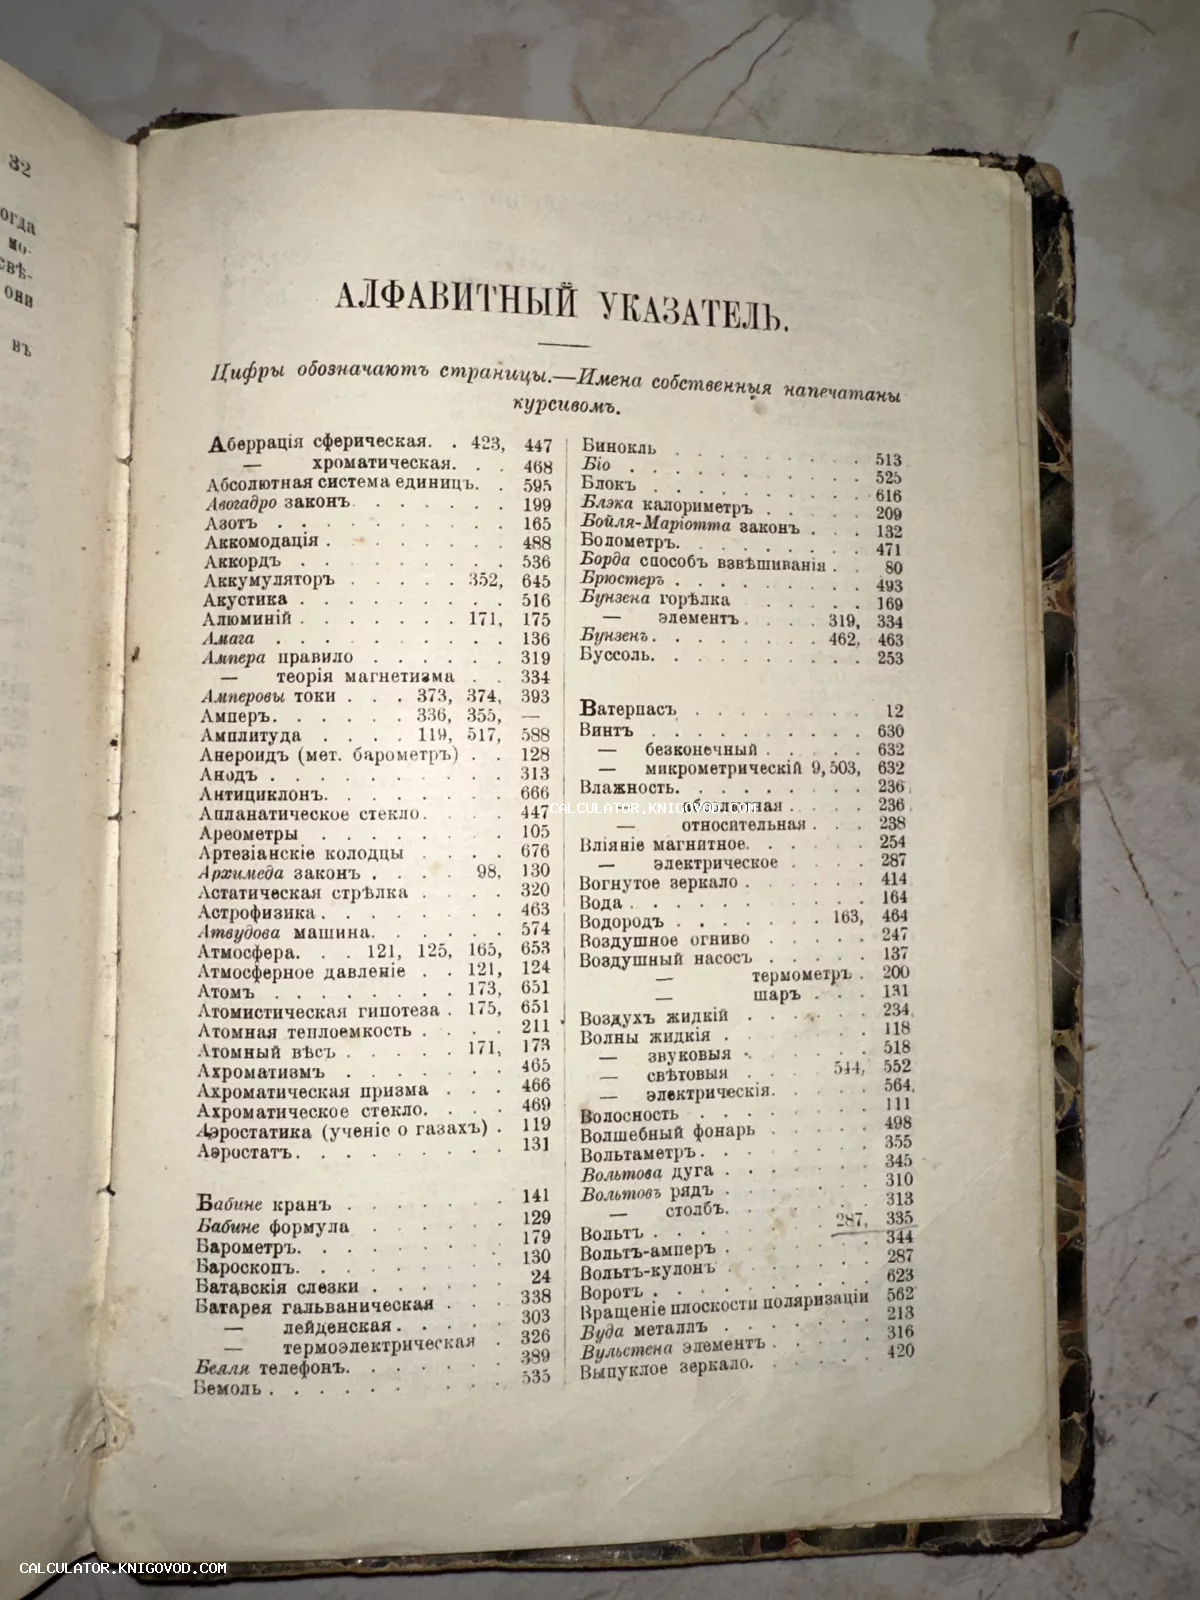 32
огда
мо-
свѣ-
они
въ
АЛФАВИТНЫЙ УКАЗАТЕЛЬ.
Цифры обозначаютъ страницы.—Имена собственныя напечатаны
курсивомъ.
Аберрація сферическая. . 423, 447
— хроматическая. . . 468
Абсолютная система единицъ. . 595
Авогадро законъ . . . . . . 199
Азотъ . . . . . . . . . . 165
Аккомодація . . . . . . . 488
Аккордъ . . . . . . . . . 536
Аккумуляторъ . . . . . 352, 645
Акустика . . . . . . . . . 516
Алюминій . . . . . . . 171, 175
Амага . . . . . . . . . . 136
Ампера правило . . . . . . 319
— теорія магнетизма . . 334
Амперовы токи . . . 373, 374, 393
Амперъ. . . . . . 336, 355, —
Амплитуда . . . . 119, 517, 588
Анероидъ (мет. барометръ) . . 128
Анодъ . . . . . . . . . . 313
Антициклонъ. . . . . . . . 666
Апланатическое стекло. . . . 447
Ареометры . . . . . . . . 105
Артезіанскіе колодцы . . . . 676
Архимеда законъ . . . . 98, 130
Астатическая стрѣлка . . . . 320
Астрофизика . . . . . . . . 463
Атвудова машина. . . . . . 574
Атмосфера. . . 121, 125, 165, 653
Атмосферное давленіе . . 121, 124
Атомъ . . . . . . . . 173, 651
Атомистическая гипотеза . 175, 651
Атомная теплоемкость . . . . 211
Атомный вѣсъ . . . . . 171, 173
Ахроматизмъ . . . . . . . 465
Ахроматическая призма . . . 466
Ахроматическое стекло. . . . 469
Аэростатика (ученіе о газахъ) . 119
Аэростатъ. . . . . . . . . 131
Бабине кранъ . . . . . . . 141
Бабине формула . . . . . . 129
Барометръ. . . . . . . . . 179
Бароскопъ. . . . . . . . . 130
Батавскія слезки . . . . . . 24
Батарея гальваническая . . . 338
— лейденская . . . . . 303
— термоэлектрическая . 326
Белля телефонъ. . . . . . . 389
Бемоль . . . . . . . . . . 535
Бинокль . . . . . . . . . 513
Біо . . . . . . . . . . . 525
Блокъ . . . . . . . . . . 616
Блэка калориметръ . . . . . 209
Бойля-Маріотта законъ . . . 132
Болометръ. . . . . . . . . 471
Борда способъ взвѣшиванія . . 80
Брюстеръ . . . . . . . . . 493
Бунзена горѣлка . . . . . 169
— элементъ. . . . 319, 334
Бунзенъ. . . . . . . . 462, 463
Буссоль. . . . . . . . . . 253
Ватерпасъ . . . . . . . . 12
Винтъ . . . . . . . . . . 630
— безконечный . . . . . 632
— микрометрическій 9, 503, 632
Влажность. . . . . . . . . 236
абсолютная . . . . 236
— относительная . . . 238
Вліяніе магнитное. . . . . . 254
— электрическое . . . . 287
Вогнутое зеркало . . . . . . 414
Вода . . . . . . . . . . . 164
Водородъ . . . . . . . 163, 464
Воздушное огниво . . . . . 247
Воздушный насосъ . . . . . 137
— термометръ . 200
— шаръ . . . 131
Воздухъ жидкій . . . . . . 234
Волны жидкія . . . . . . . 118
— звуковыя . . . . . . 518
— свѣтовыя . . . . 544, 552
— электрическія. . . . . 564
Волосность . . . . . . . . 111
Волшебный фонарь . . . . . 498
Вольтаметръ. . . . . . . . 355
Вольтова дуга . . . . . . . 345
Вольтовъ рядъ . . . . . . . 310
— столбъ. . . . . . . 313
Вольтъ . . . . . . . . 287, 335
Вольтъ-амперъ . . . . . . . 344
Вольтъ-кулонъ . . . . . . . 287
Воротъ . . . . . . . . . . 623
Вращеніе плоскости поляризаціи 562
Вуда металлъ . . . . . . . 213
Вульстена элементъ . . . . . 316
Выпуклое зеркало. . . . . . 420
CALCULATOR.KNIGOVOD.COM
CALCULATOR.KNIGOVOD.COM